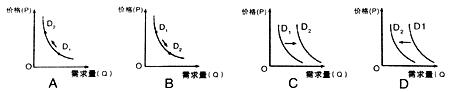 价格(P) 价格(P) 价格(P) 价格(P)
D₂ D₁ D₁ D₂ D₁ D₂ D₂ D1
O 需求量(Q) O 需求量(Q) O 需求量(Q) O 需求量(Q)
A B C D